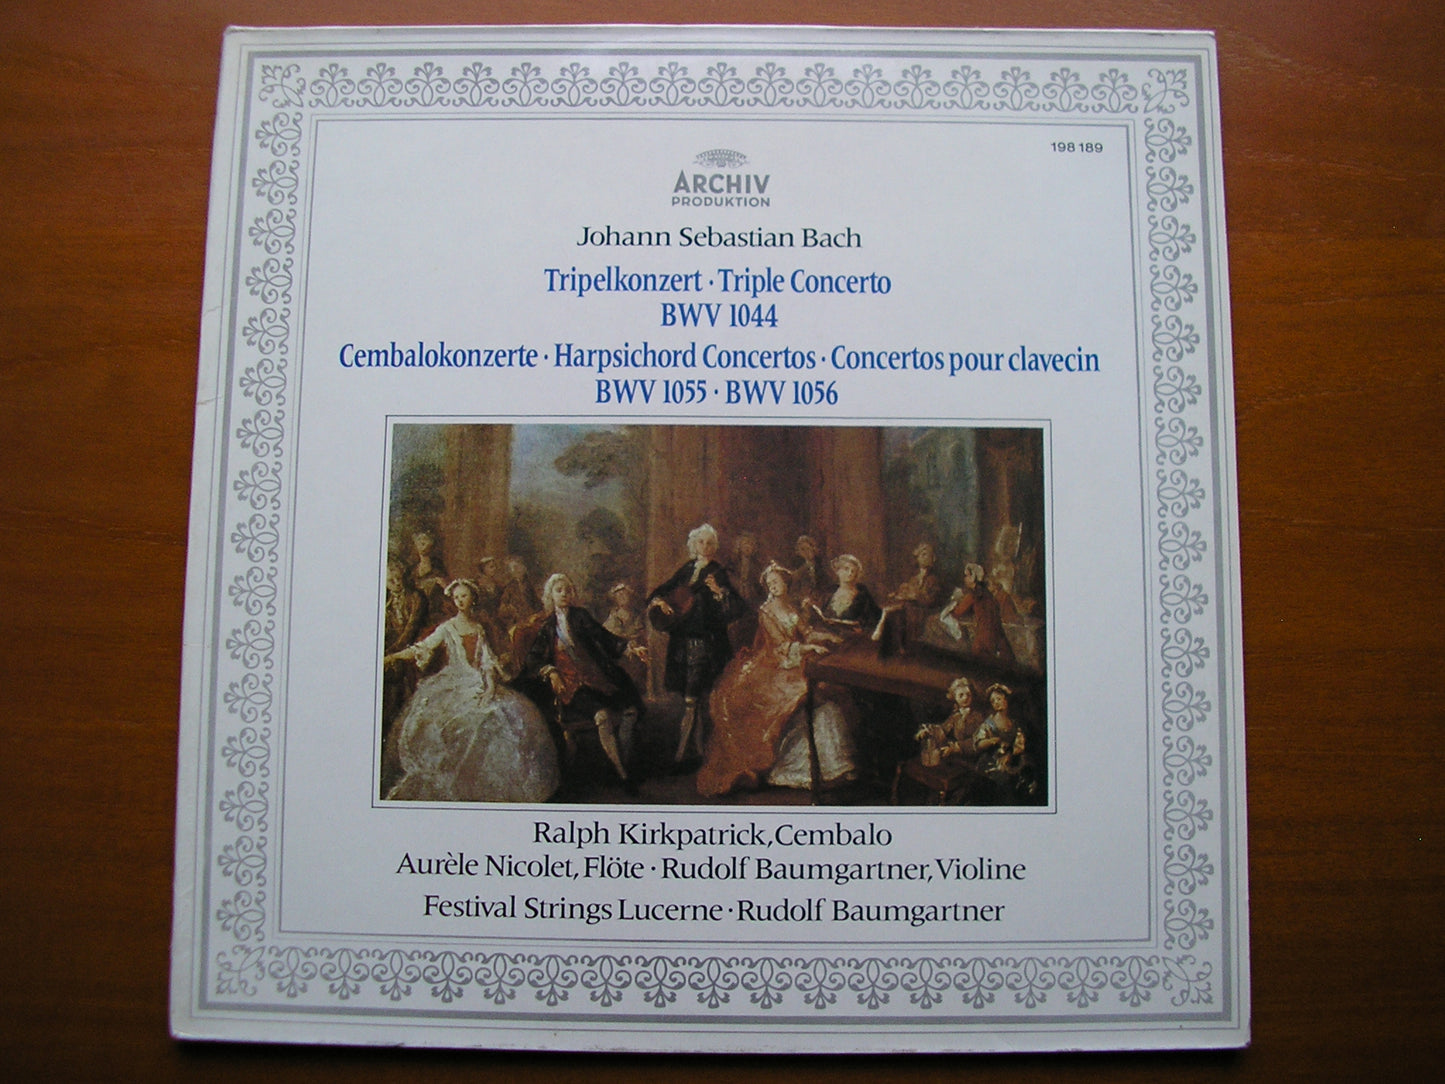 198 189
ARCHIV
PRODUKTION
Johann Sebastian Bach
Tripelkonzert · Triple Concerto
BWV 1044
Cembalokonzerte · Harpsichord Concertos · Concertos pour clavecin
BWV 1055 · BWV 1056
Ralph Kirkpatrick, Cembalo
Aurèle Nicolet, Flöte · Rudolf Baumgartner, Violine
Festival Strings Lucerne · Rudolf Baumgartner